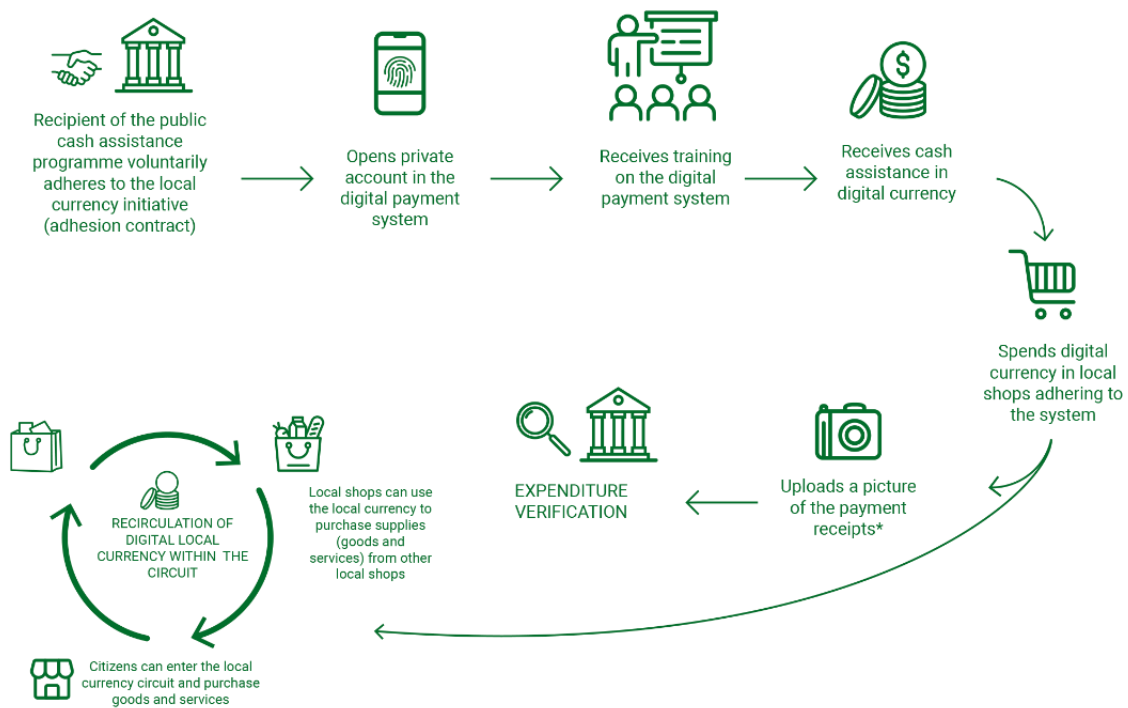 Recipient of the public
cash assistance
programme voluntarily
adheres to the local
currency initiative
(adhesion contract)
Opens private
account in the
digital payment
system
Receives training
on the digital
payment system
$
Receives cash
assistance in
digital currency
Spends digital
currency in local
shops adhering to
the system
Uploads a picture
of the payment
receipts*
EXPENDITURE
VERIFICATION
Local shops can use
the local currency to
purchase supplies
(goods and
services) from other
local shops
RECIRCULATION OF
DIGITAL LOCAL
CURRENCY WITHIN THE
CIRCUIT
Citizens can enter the local
currency circuit and purchase
goods and services